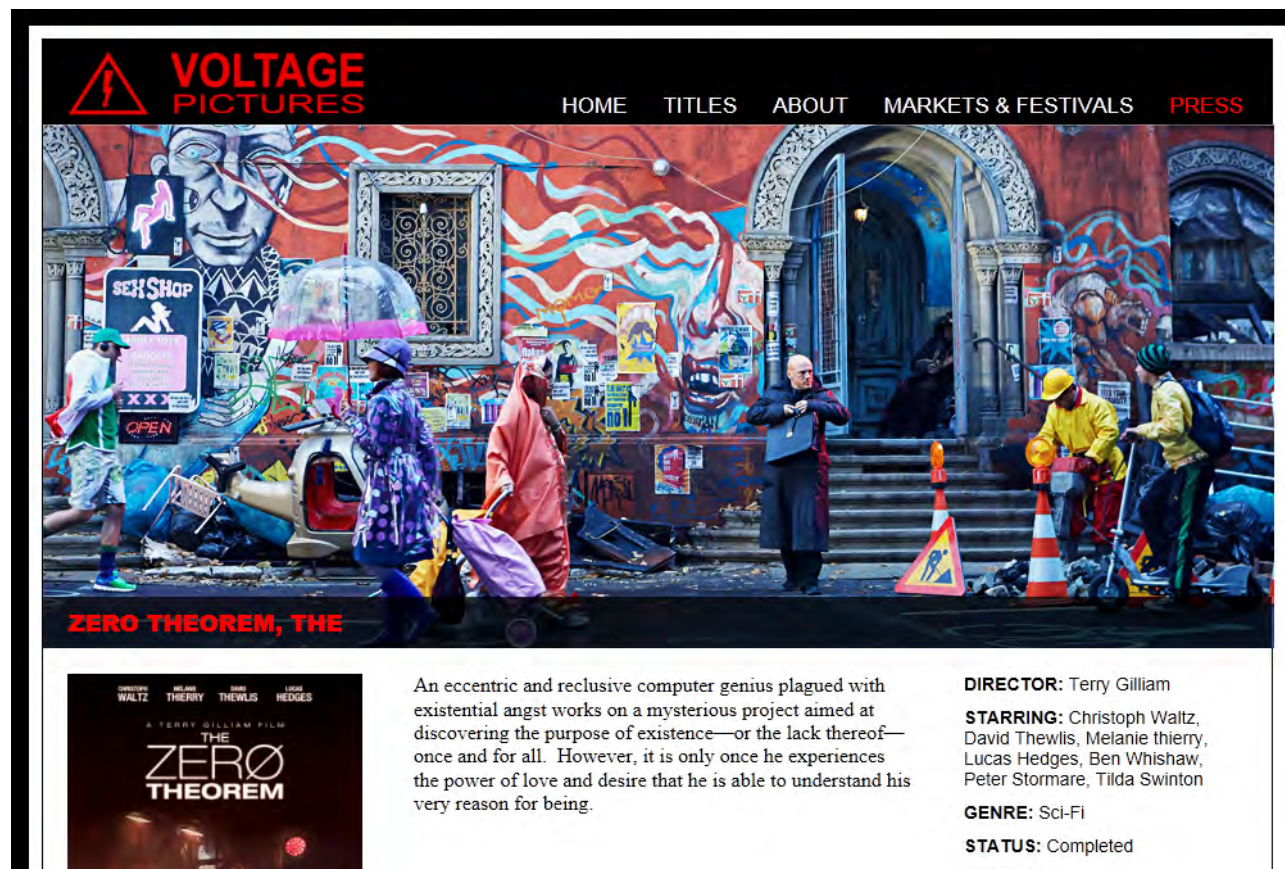 VOLTAGE
PICTURES
HOME TITLES ABOUT MARKETS & FESTIVALS PRESS
SEX SHOP
XXX
OPEN
ZERO THEOREM, THE
CHRISTOPH WALTZ MÉLANIE THIERRY DAVID THEWLIS LUCAS HEDGES
A TERRY GILLIAM FILM
THE
ZERØ
THEOREM
An eccentric and reclusive computer genius plagued with
existential angst works on a mysterious project aimed at
discovering the purpose of existence—or the lack thereof—
once and for all.  However, it is only once he experiences
the power of love and desire that he is able to understand his
very reason for being.
DIRECTOR: Terry Gilliam
STARRING: Christoph Waltz,
David Thewlis, Melanie thierry,
Lucas Hedges, Ben Whishaw,
Peter Stormare, Tilda Swinton
GENRE: Sci-Fi
STATUS: Completed